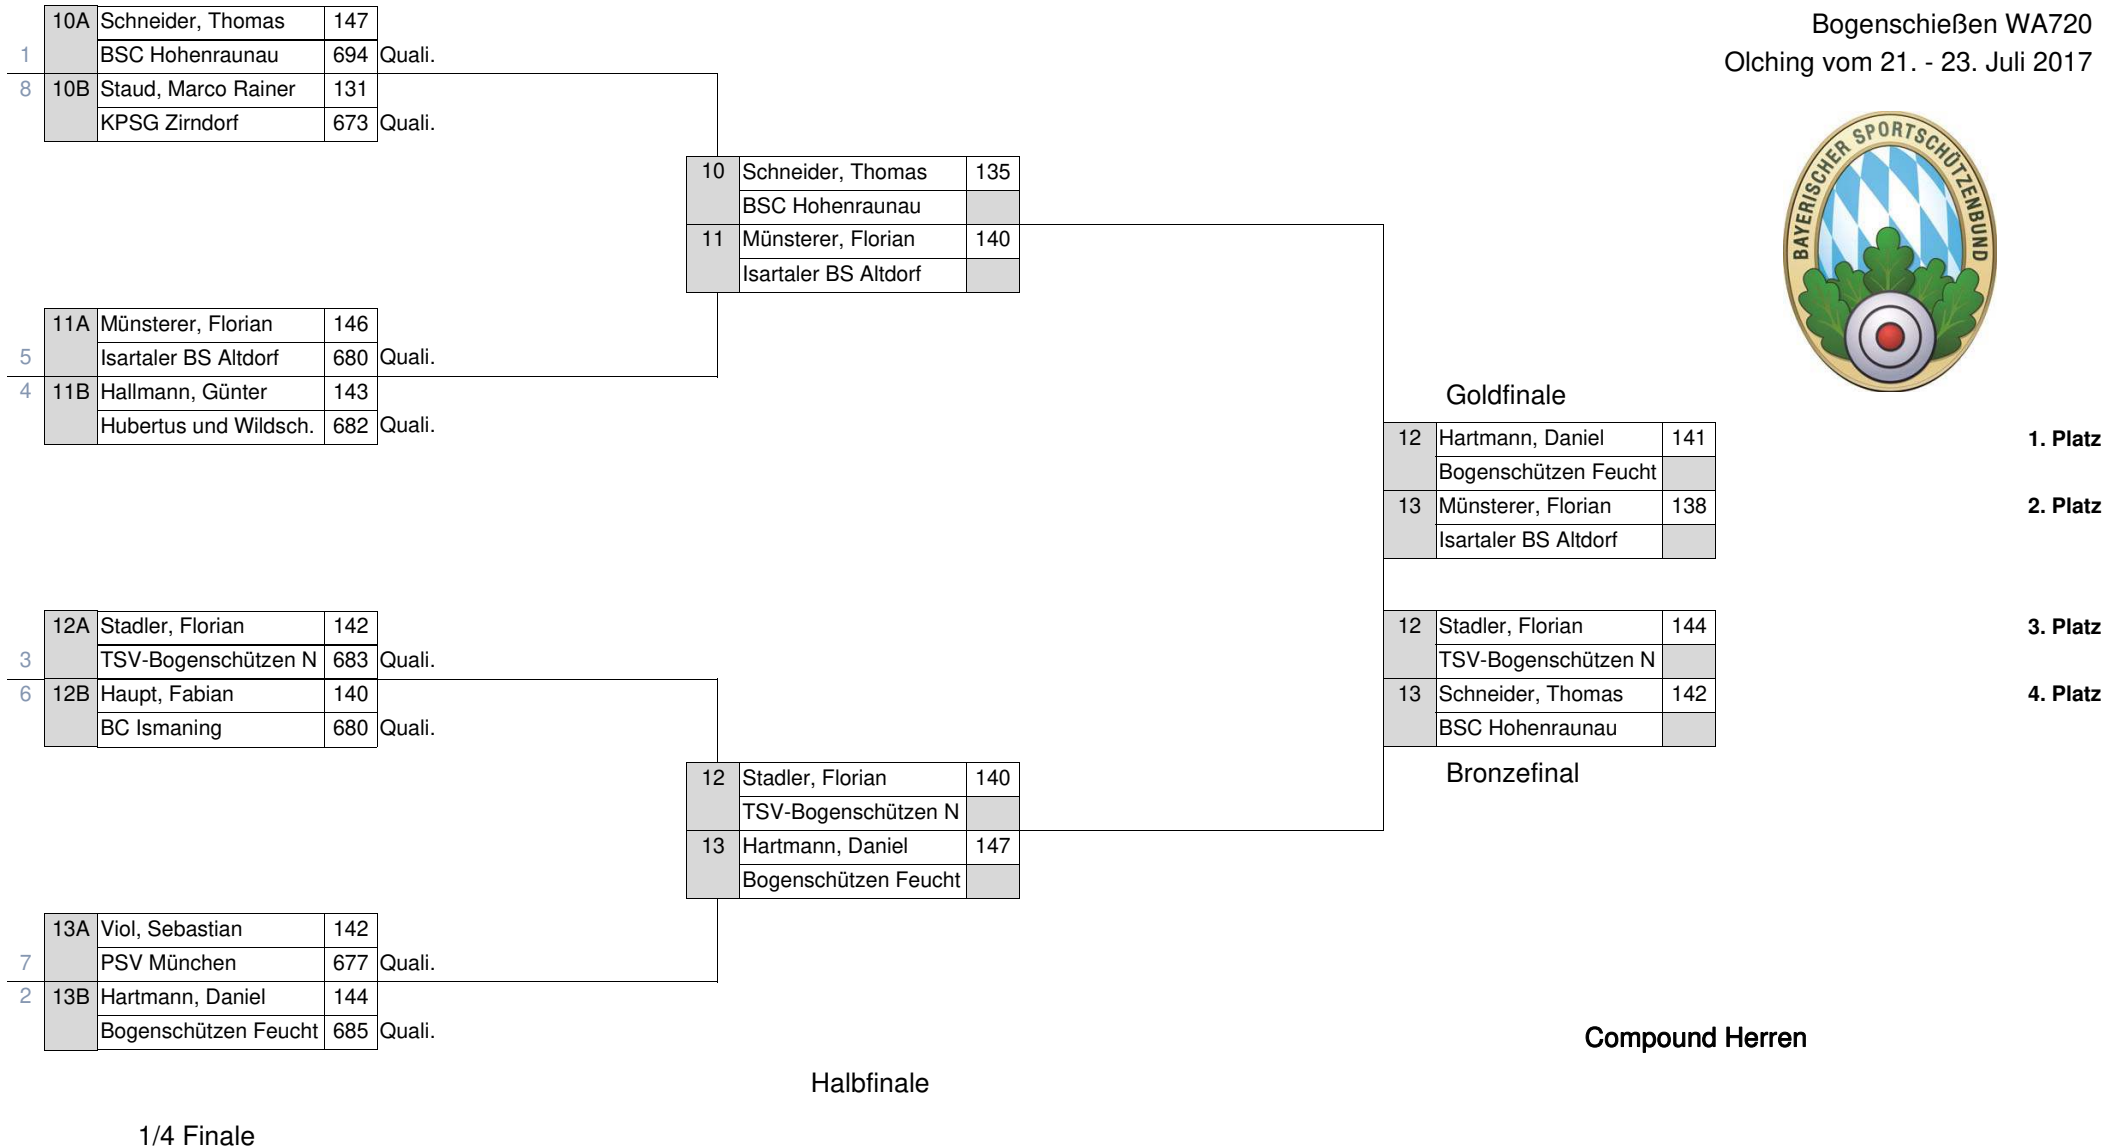 Bogenschießen WA720
Olching vom 21. - 23. Juli 2017
BAYERISCHER SPORTSCHÜTZENBUND
10A Schneider, Thomas 147
1 BSC Hohenraunau 694 Quali.
8 10B Staud, Marco Rainer 131
KPSG Zirndorf 673 Quali.
10 Schneider, Thomas 135
BSC Hohenraunau
11 Münsterer, Florian 140
Isartaler BS Altdorf
11A Münsterer, Florian 146
5 Isartaler BS Altdorf 680 Quali.
4 11B Hallmann, Günter 143
Hubertus und Wildsch. 682 Quali.
Goldfinale
12 Hartmann, Daniel 141 1. Platz
Bogenschützen Feucht
13 Münsterer, Florian 138 2. Platz
Isartaler BS Altdorf
12A Stadler, Florian 142
3 TSV-Bogenschützen N 683 Quali.
6 12B Haupt, Fabian 140
BC Ismaning 680 Quali.
12 Stadler, Florian 144 3. Platz
TSV-Bogenschützen N
13 Schneider, Thomas 142 4. Platz
BSC Hohenraunau
Bronzefinal
12 Stadler, Florian 140
TSV-Bogenschützen N
13 Hartmann, Daniel 147
Bogenschützen Feucht
13A Viol, Sebastian 142
7 PSV München 677 Quali.
2 13B Hartmann, Daniel 144
Bogenschützen Feucht 685 Quali.
Compound Herren
Halbfinale
1/4 Finale